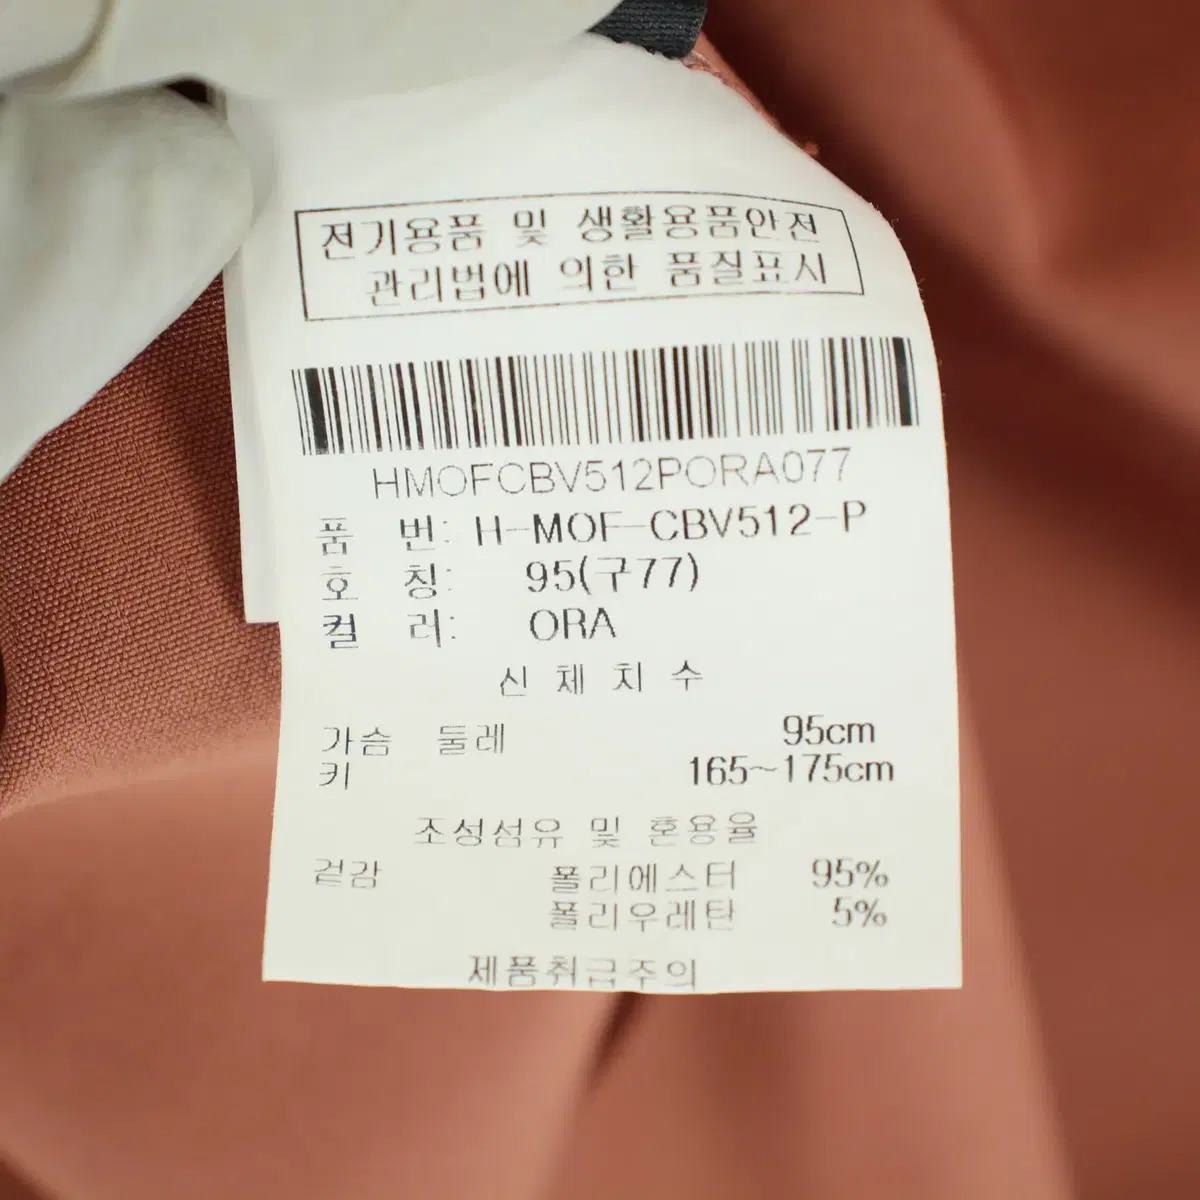 전기용품 및 생활용품안전
관리법에 의한 품질표시
HMOFCBV512PORA077
품 번: H-MOF-CBV512-P
호 칭: 95(구77)
컬 러: ORA
신 체 치 수
가슴 둘레 95cm
키 165~175cm
조성섬유 및 혼용율
겉감 폴리에스터 95%
폴리우레탄 5%
제품취급주의